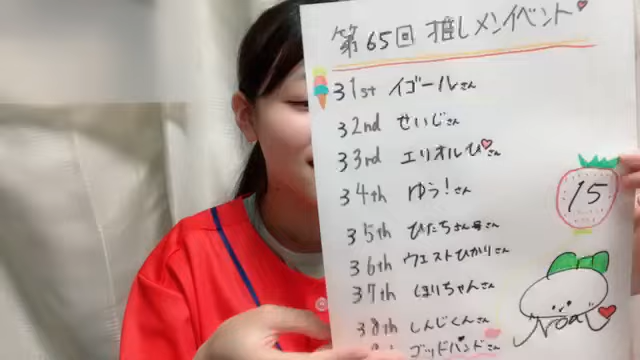 第65回 推しメンイベント
31st イゴールさん
32nd せいじさん
33rd エリオルひさん
34th ゆう!さん
35th ひたちさん母さん
36th ウエストひかりさん
37th ほりちゃんさん
38th しんじくんさん
ゴッドハンドさん
15
Noa